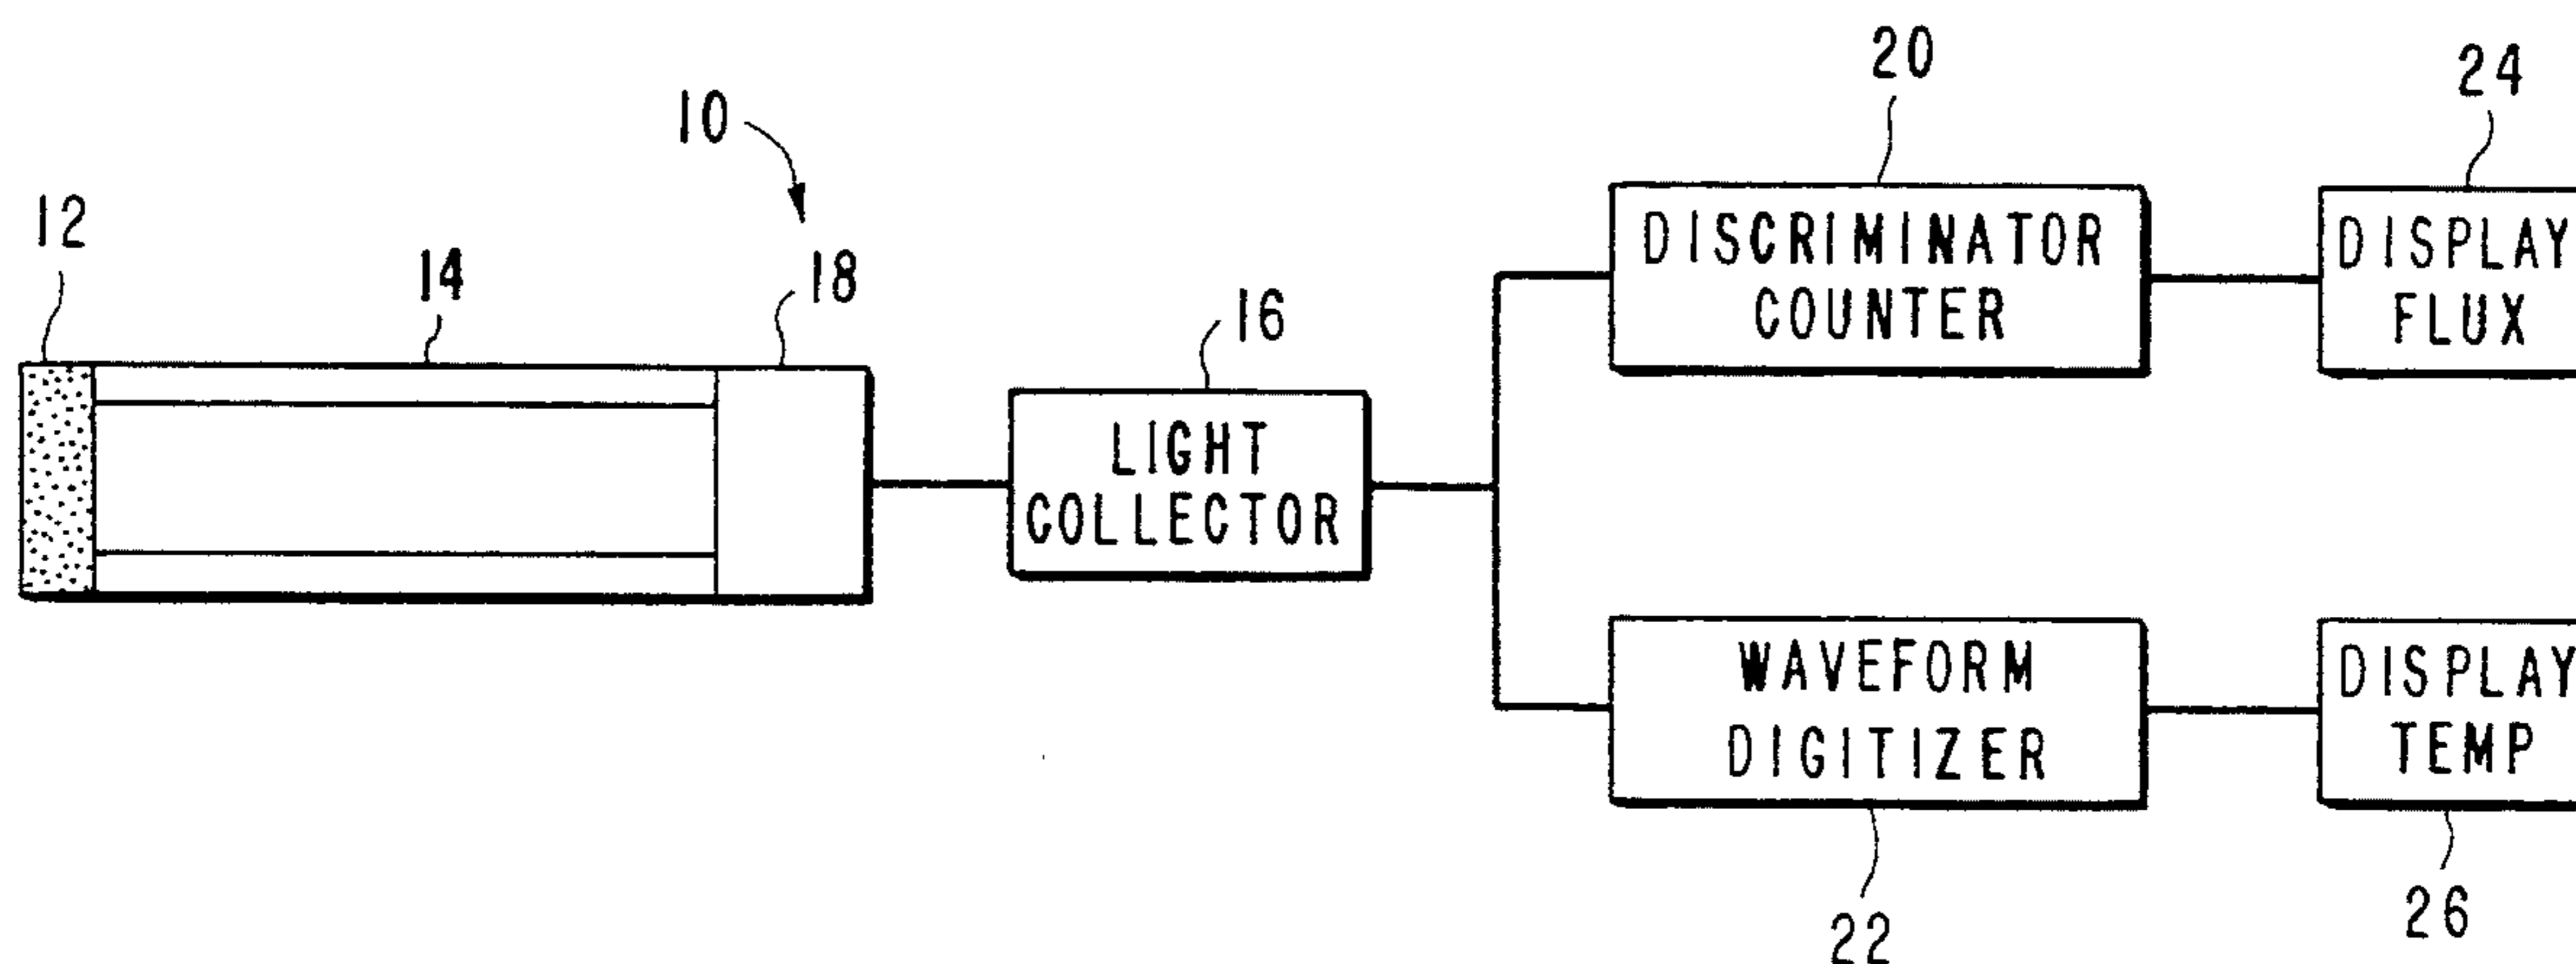 10
12
14
18
16
LIGHT
COLLECTOR
20
DISCRIMINATOR
COUNTER
24
DISPLAY
FLUX
WAVEFORM
DIGITIZER
22
DISPLAY
TEMP
26